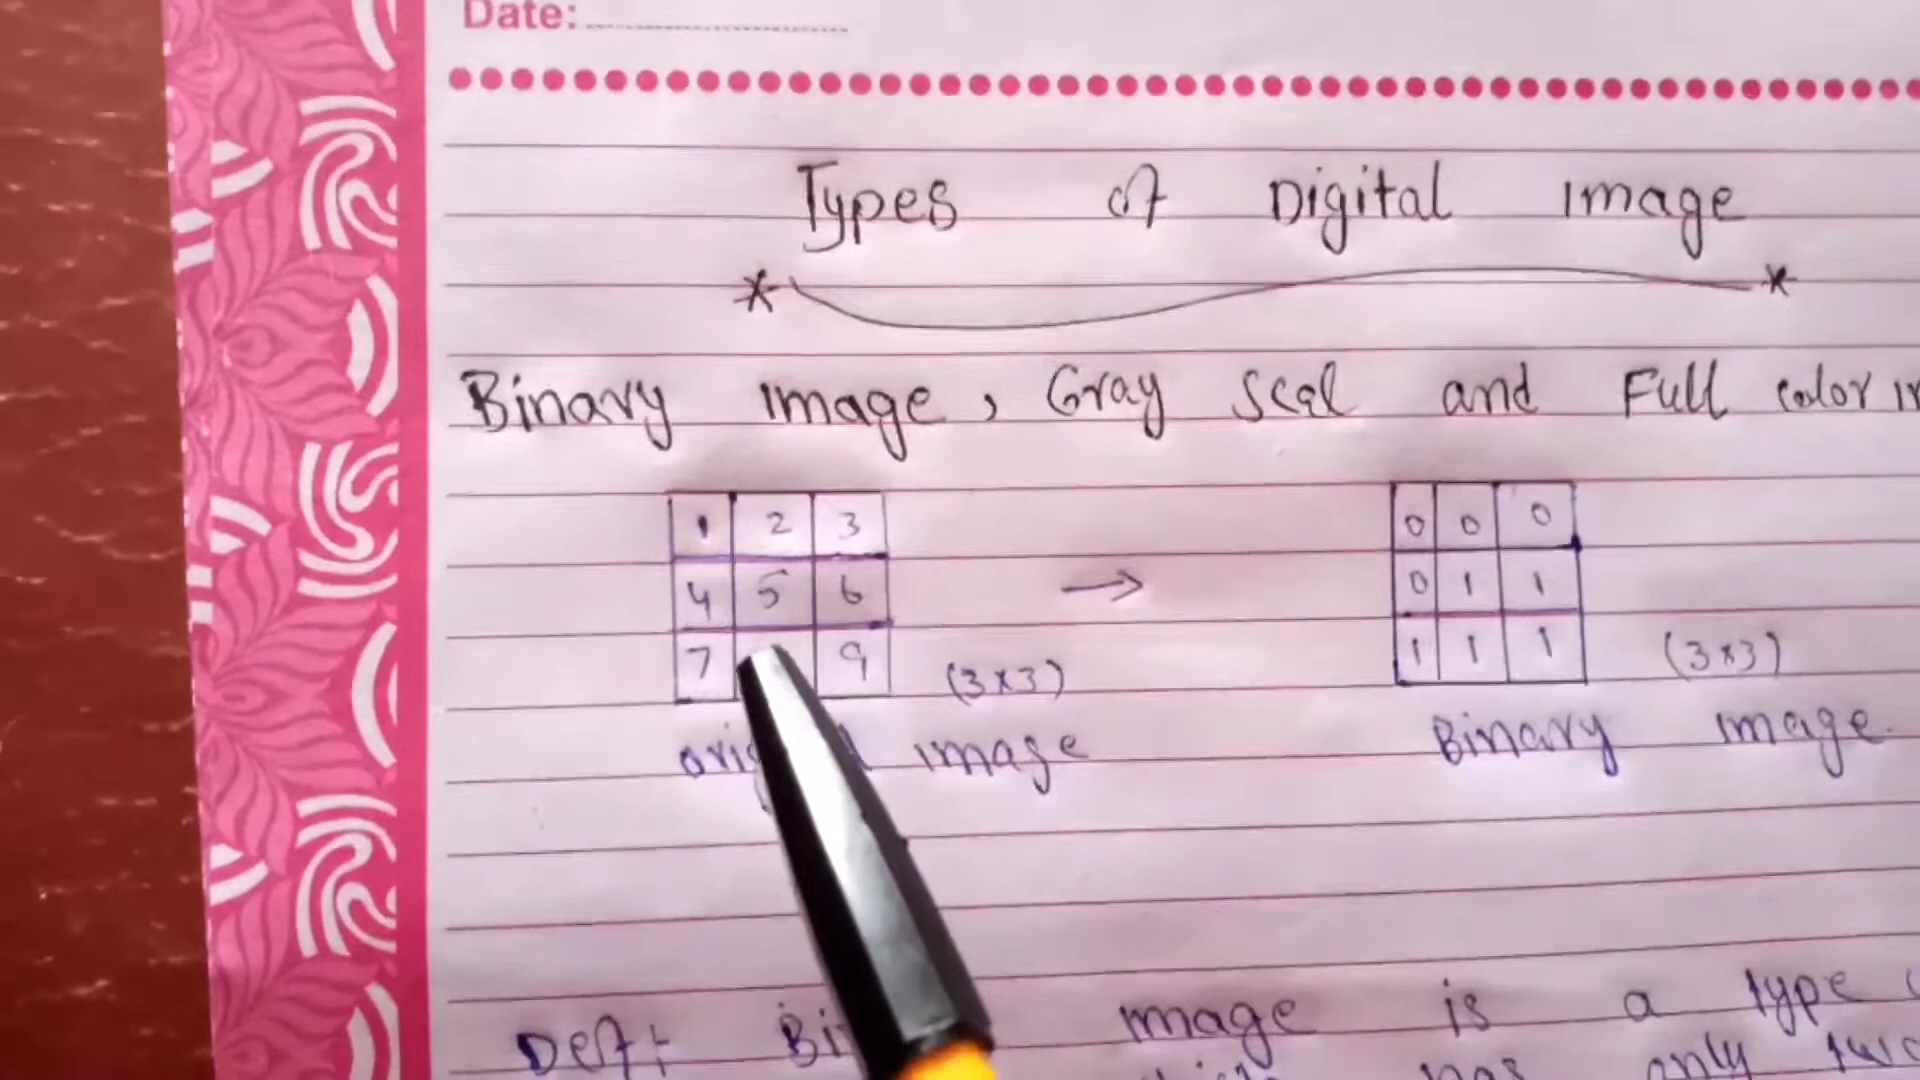 Date:
Types of Digital Image
Binary Image, Gray Scal and Full color
1 2 3 0 0 0
4 5 6 0 1 1
7 9 (3x3) 1 1 1 (3x3)
image Binary image.
Def: image is a type
has only